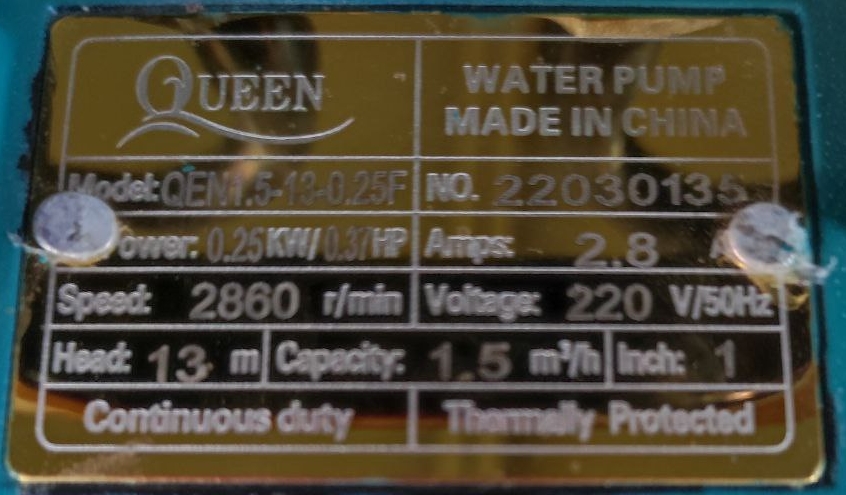 QUEEN
WATER PUMP
MADE IN CHINA
Model: QEN1.5-13-0.25F
NO. 22030135
Power: 0.25KW/0.37HP
Amps: 2.8
Speed: 2860 r/min
Voltage: 220 V/50Hz
Head: 13 m
Capacity: 1.5 m³/h
Inch: 1
Continuous duty
Thermally Protected